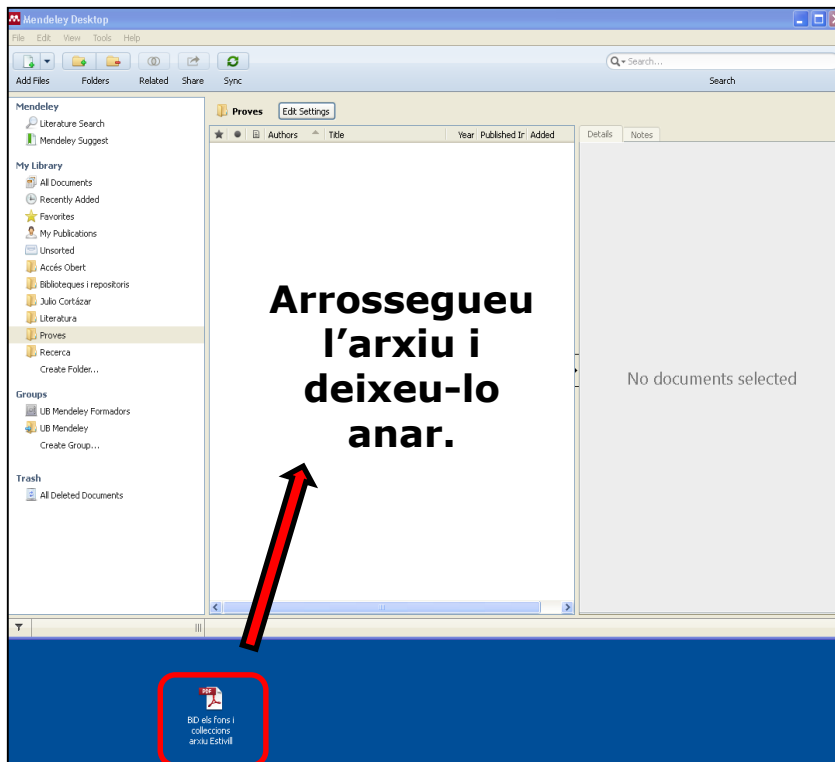 Mendeley Desktop
File Edit View Tools Help
Add Files Folders Related Share Sync
Search...
Search
Mendeley
Literature Search
Mendeley Suggest
My Library
All Documents
Recently Added
Favorites
My Publications
Unsorted
Accés Obert
Biblioteques i repositoris
Julio Cortázar
Literatura
Proves
Recerca
Create Folder...
Groups
UB Mendeley Formadors
UB Mendeley
Create Group...
Trash
All Deleted Documents
Proves Edit Settings
Authors Title Year Published Ir Added
Arrossegueu
l’arxiu i
deixeu-lo
anar.
Details Notes
No documents selected
PDF
BiD els fons i
colleccions
arxiu Estivill